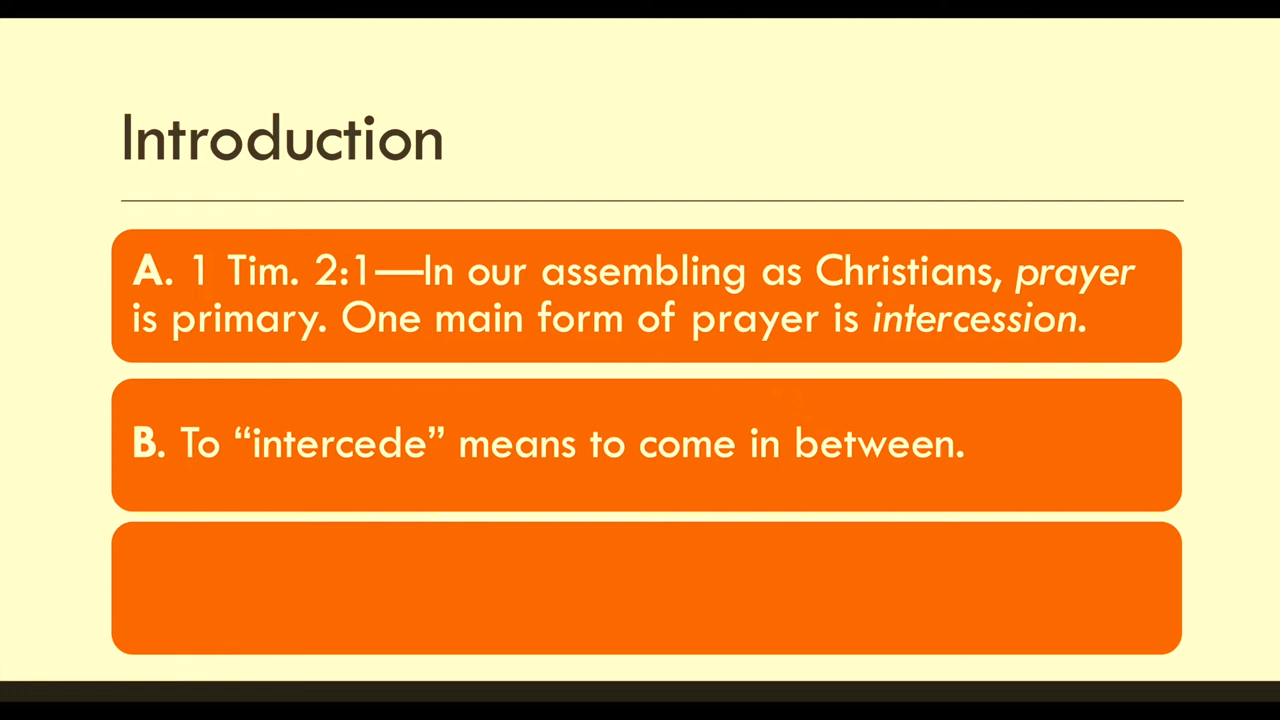 Introduction
A. 1 Tim. 2:1—In our assembling as Christians, prayer
is primary. One main form of prayer is intercession.
B. To “intercede” means to come in between.